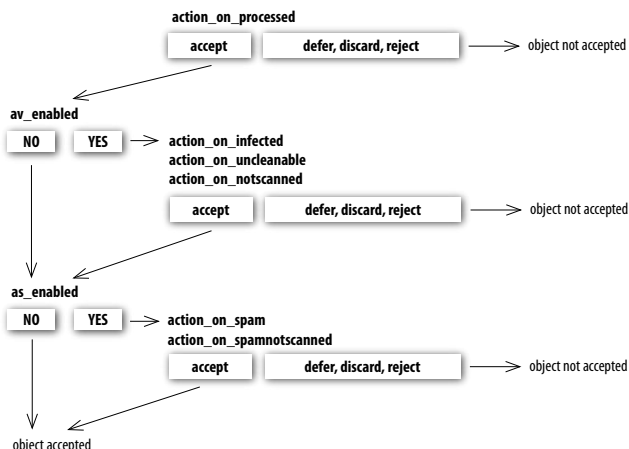 action_on_processed
accept defer, discard, reject object not accepted
av_enabled
NO YES action_on_infected
action_on_uncleanable
action_on_notscanned
accept defer, discard, reject object not accepted
as_enabled
NO YES action_on_spam
action_on_spamnotscanned
accept defer, discard, reject object not accepted
object accepted